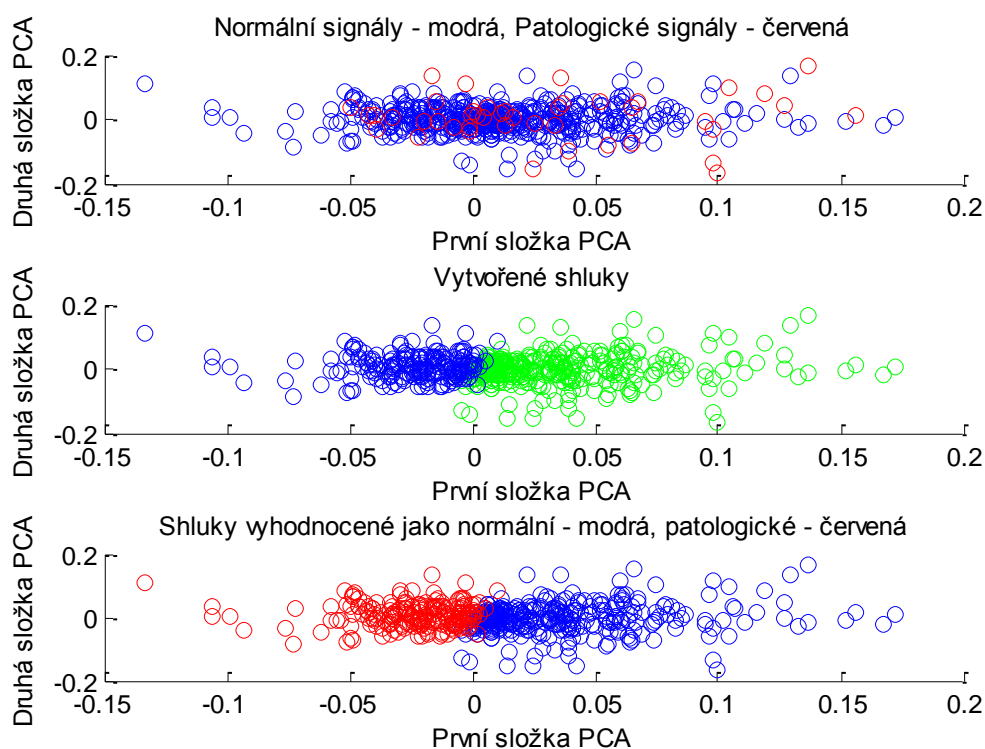 Normální signály - modrá, Patologické signály - červená
Druhá složka PCA
0.2
0
-0.2
-0.15 -0.1 -0.05 0 0.05 0.1 0.15 0.2
První složka PCA
Vytvořené shluky
Druhá složka PCA
0.2
0
-0.2
-0.15 -0.1 -0.05 0 0.05 0.1 0.15 0.2
První složka PCA
Shluky vyhodnocené jako normální - modrá, patologické - červená
Druhá složka PCA
0.2
0
-0.2
-0.15 -0.1 -0.05 0 0.05 0.1 0.15 0.2
První složka PCA